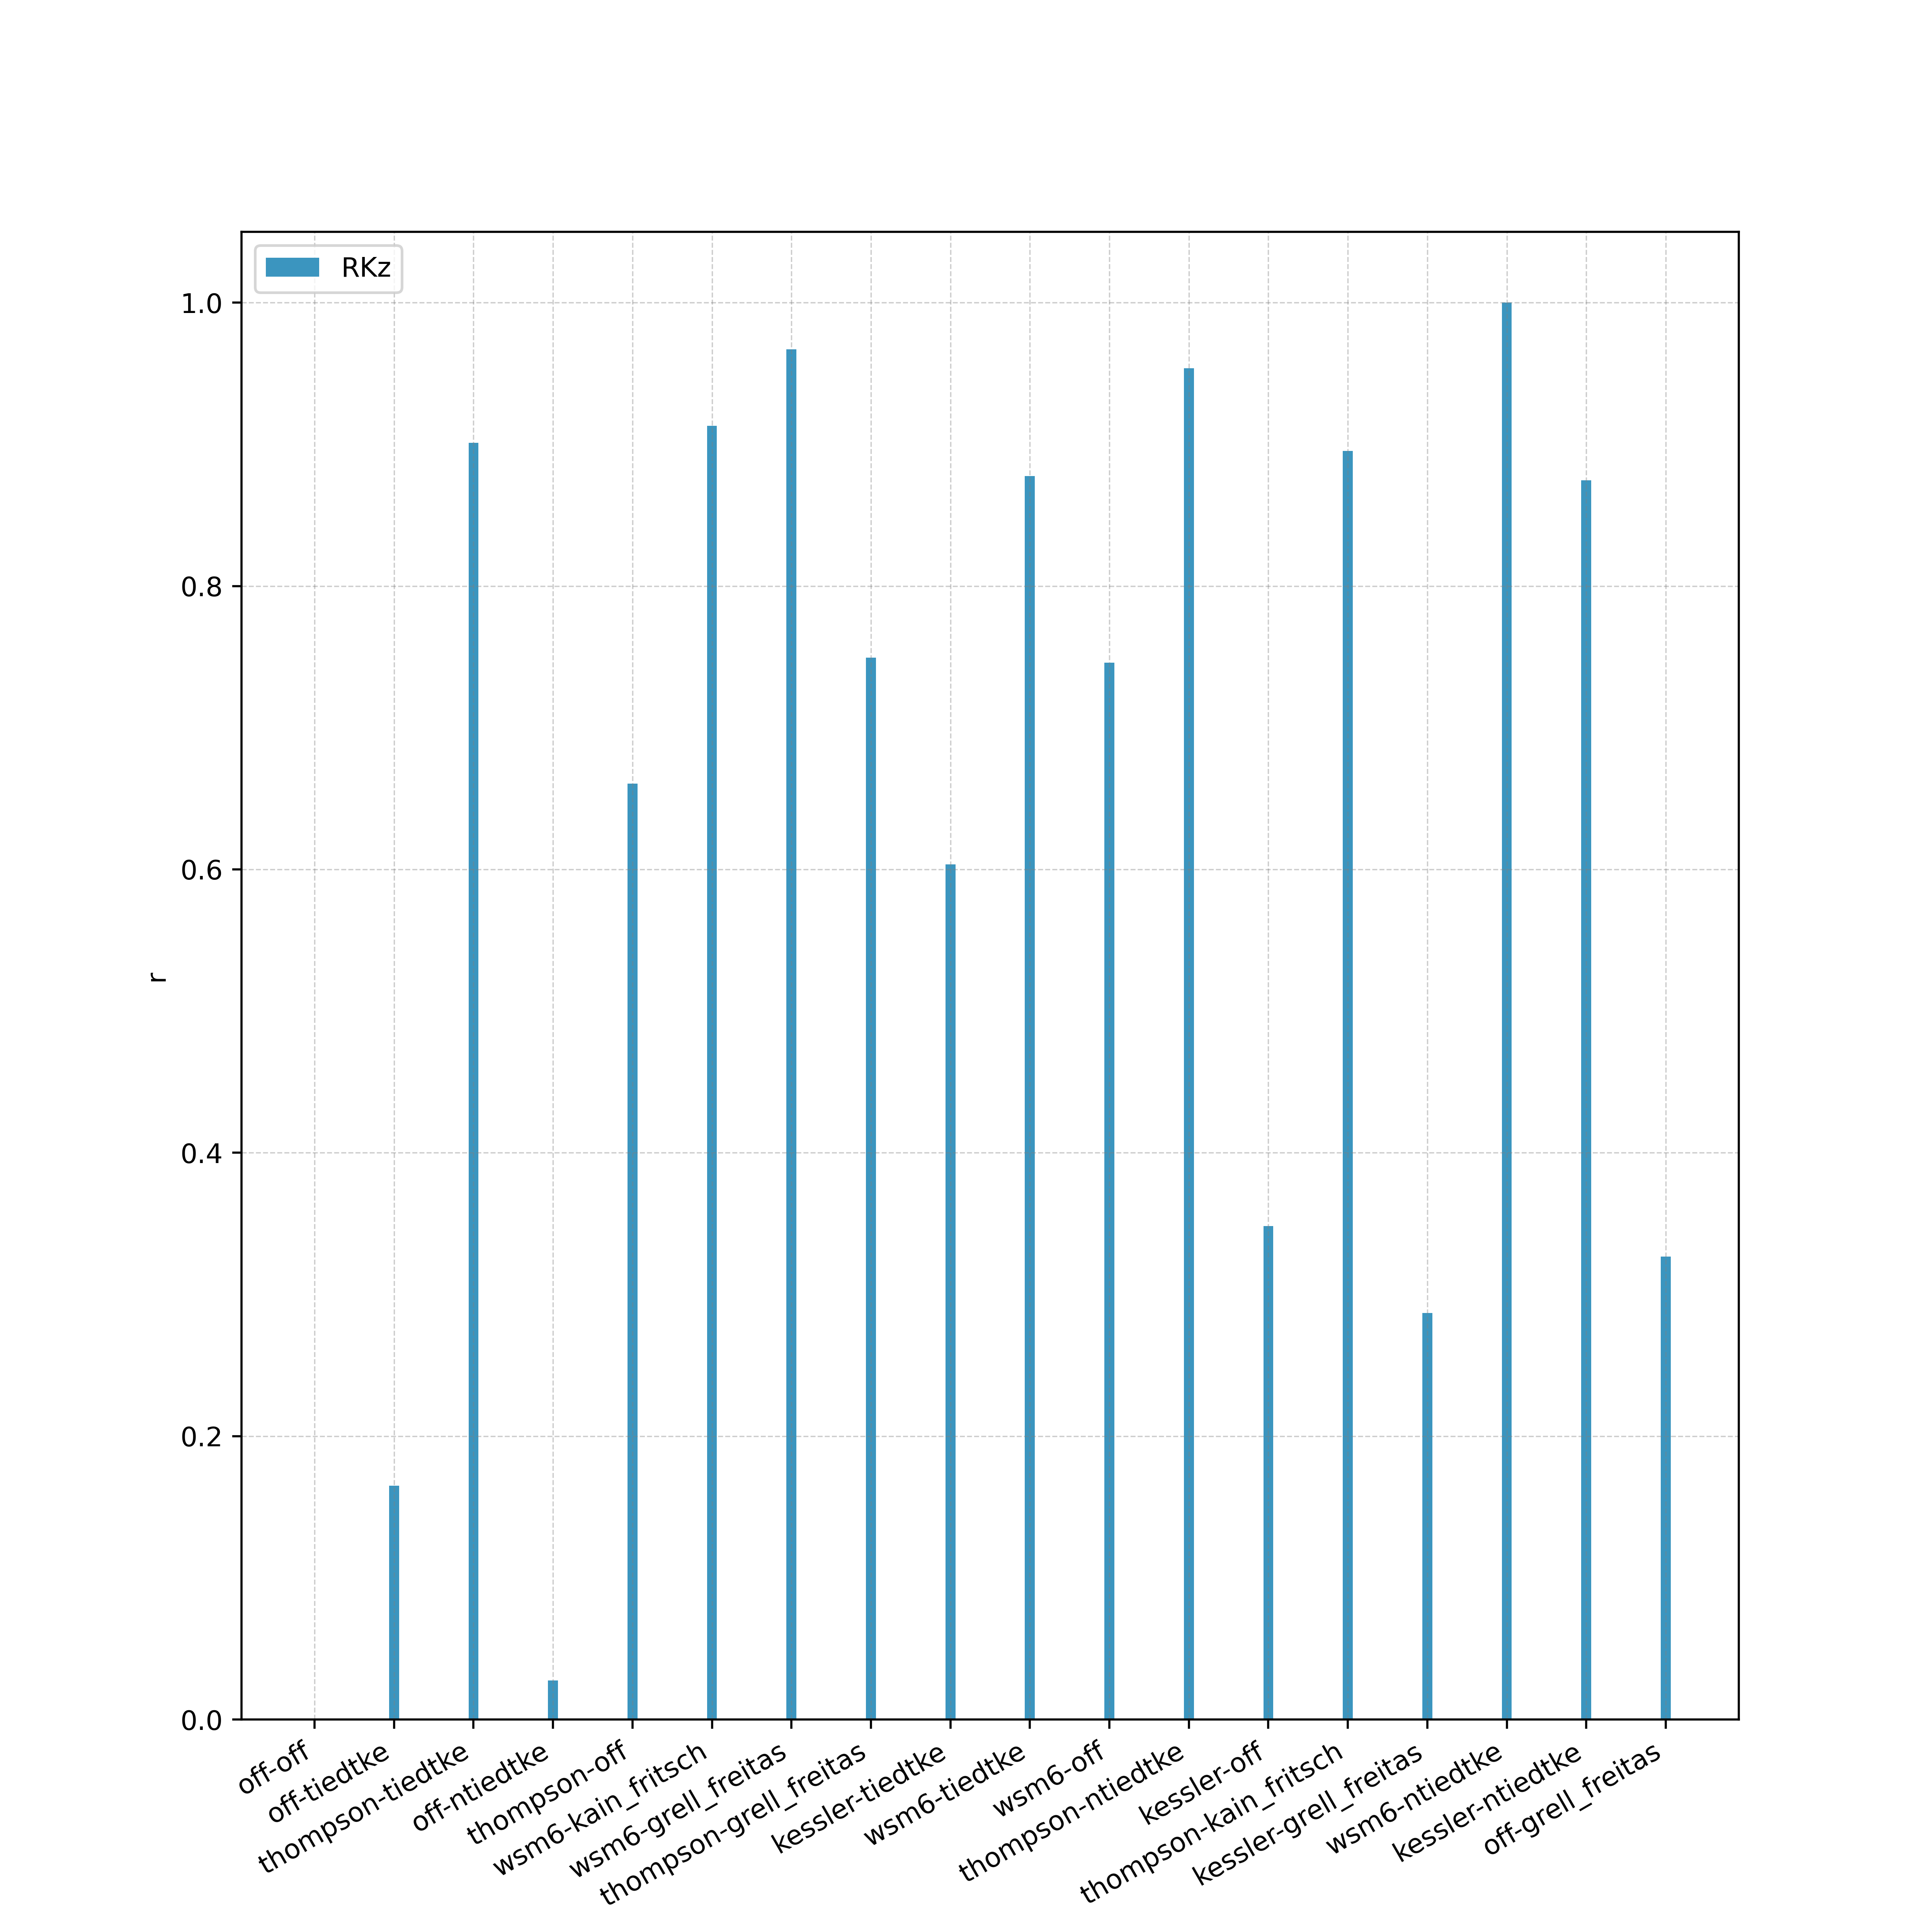 RKz
1.0
0.8
0.6
0.4
0.2
0.0
r
off-off
off-tiedtke
thompson-tiedtke
off-ntiedtke
thompson-off
wsm6-kain_fritsch
wsm6-grell_freitas
thompson-grell_freitas
kessler-tiedtke
wsm6-tiedtke
wsm6-off
thompson-ntiedtke
kessler-off
thompson-kain_fritsch
kessler-grell_freitas
wsm6-ntiedtke
kessler-ntiedtke
off-grell_freitas